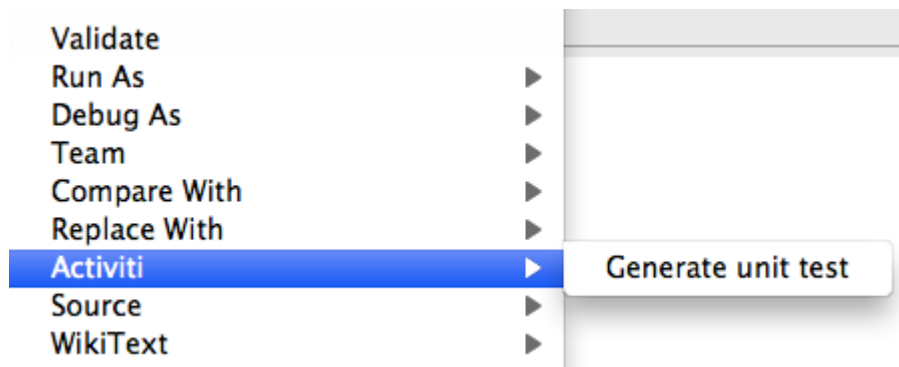 Validate
Run As
Debug As
Team
Compare With
Replace With
Activiti
Generate unit test
Source
WikiText